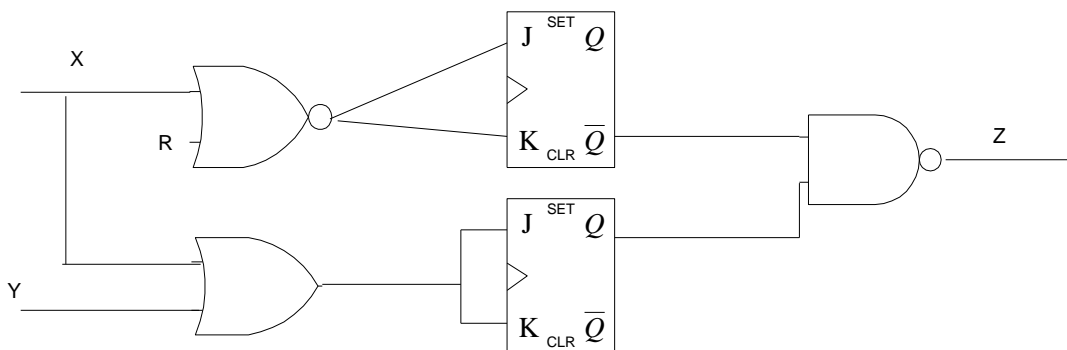 X
R
Y
J SET Q
K CLR Q̅
J SET Q
K CLR Q̅
Z